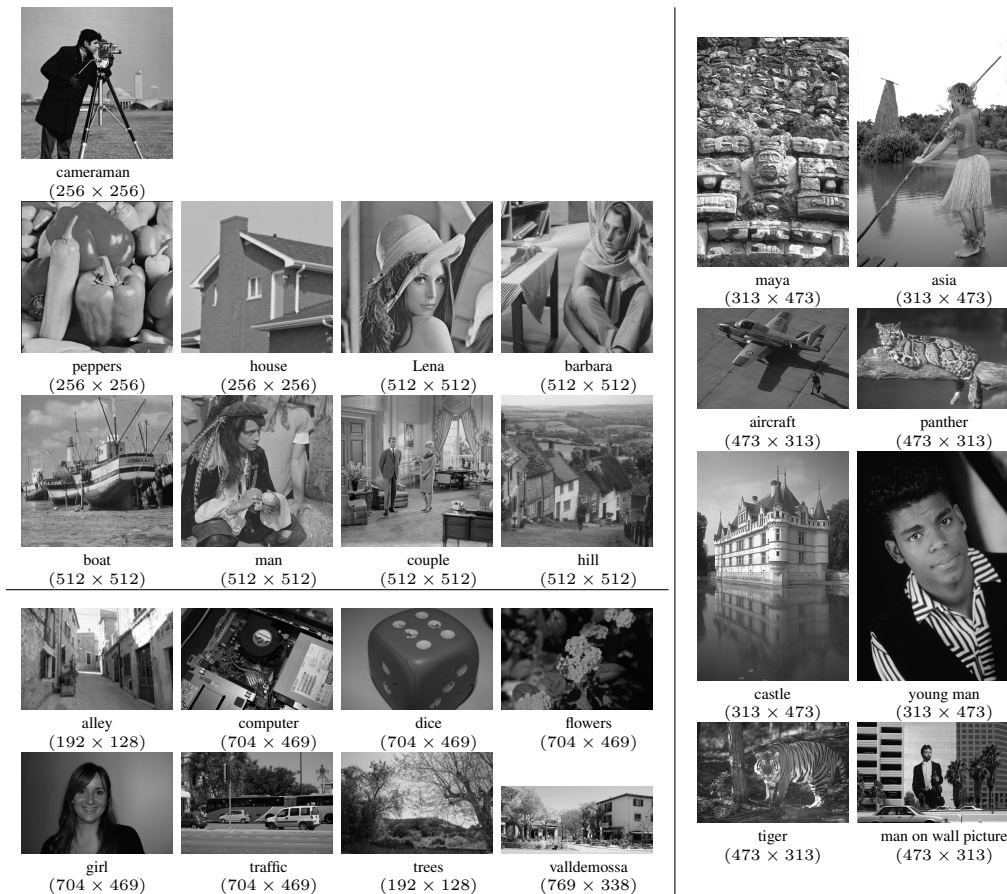 cameraman
(256 × 256)
peppers
(256 × 256)
house
(256 × 256)
Lena
(512 × 512)
barbara
(512 × 512)
boat
(512 × 512)
man
(512 × 512)
couple
(512 × 512)
hill
(512 × 512)
alley
(192 × 128)
computer
(704 × 469)
dice
(704 × 469)
flowers
(704 × 469)
girl
(704 × 469)
traffic
(704 × 469)
trees
(192 × 128)
valldemossa
(769 × 338)
maya
(313 × 473)
asia
(313 × 473)
aircraft
(473 × 313)
panther
(473 × 313)
castle
(313 × 473)
young man
(313 × 473)
tiger
(473 × 313)
man on wall picture
(473 × 313)